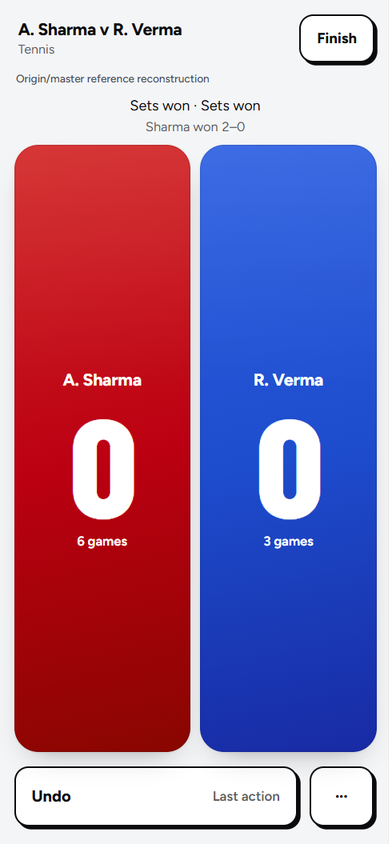 A. Sharma v R. Verma
Tennis
Finish
Origin/master reference reconstruction
Sets won · Sets won
Sharma won 2–0
A. Sharma
0
6 games
R. Verma
0
3 games
Undo
Last action
···